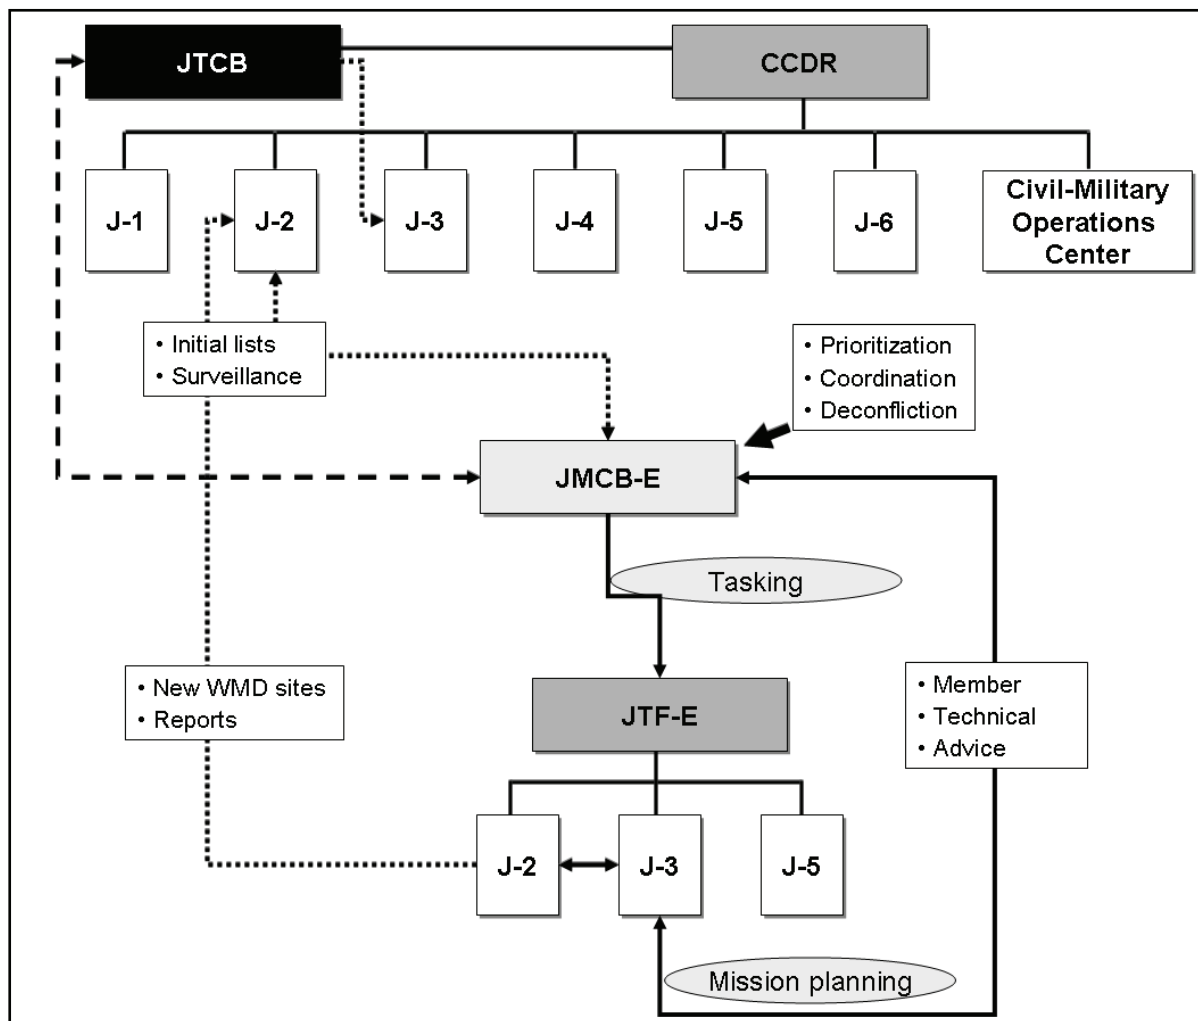 JTCB
CCDR
J-1
J-2
J-3
J-4
J-5
J-6
Civil-Military
Operations
Center
• Initial lists
• Surveillance
• Prioritization
• Coordination
• Deconfliction
JMCB-E
Tasking
• New WMD sites
• Reports
JTF-E
• Member
• Technical
• Advice
J-2
J-3
J-5
Mission planning